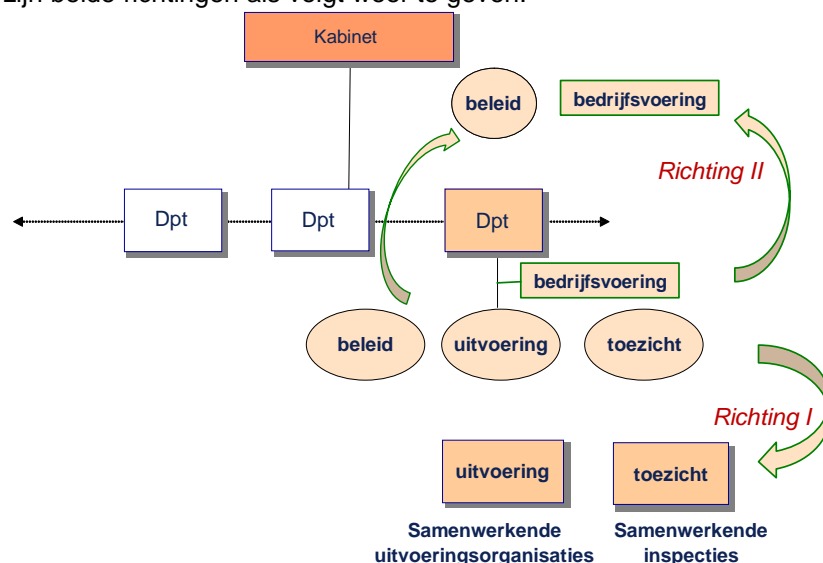 zijn beide richtingen als volgt weer te geven:
Kabinet
beleid
bedrijfsvoering
Richting II
Dpt
Dpt
Dpt
bedrijfsvoering
beleid
uitvoering
toezicht
Richting I
uitvoering
toezicht
Samenwerkende
uitvoeringsorganisaties
Samenwerkende
inspecties